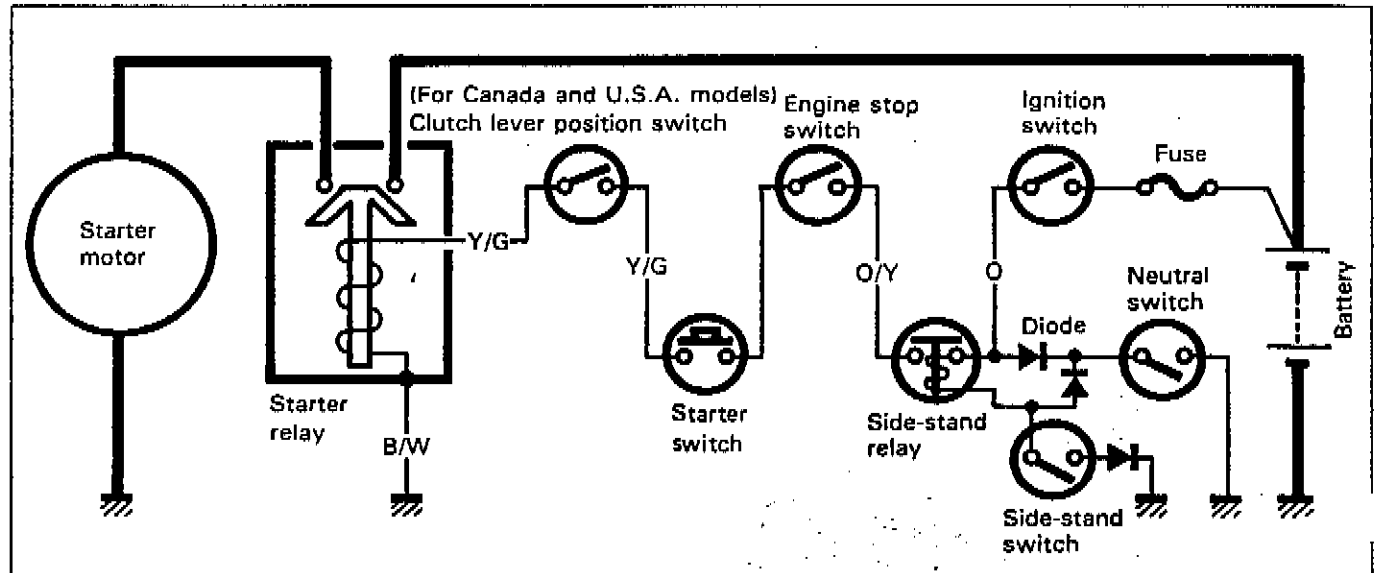 (For Canada and U.S.A. models)
Clutch lever position switch
Engine stop
switch
Ignition
switch
Fuse
Starter
motor
Y/G
Y/G
O/Y
O
Neutral
switch
Battery
Diode
Starter
relay
B/W
Starter
switch
Side-stand
relay
Side-stand
switch